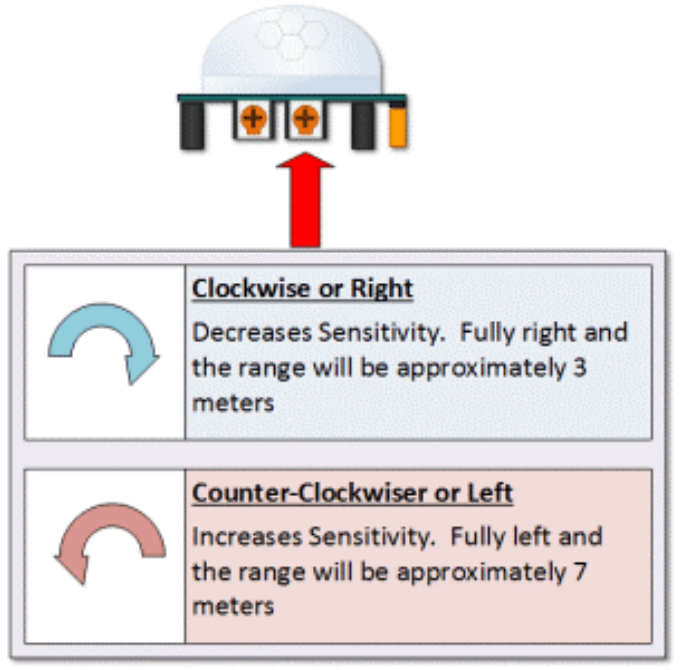 Clockwise or Right
Decreases Sensitivity. Fully right and
the range will be approximately 3
meters
Counter-Clockwiser or Left
Increases Sensitivity. Fully left and
the range will be approximately 7
meters